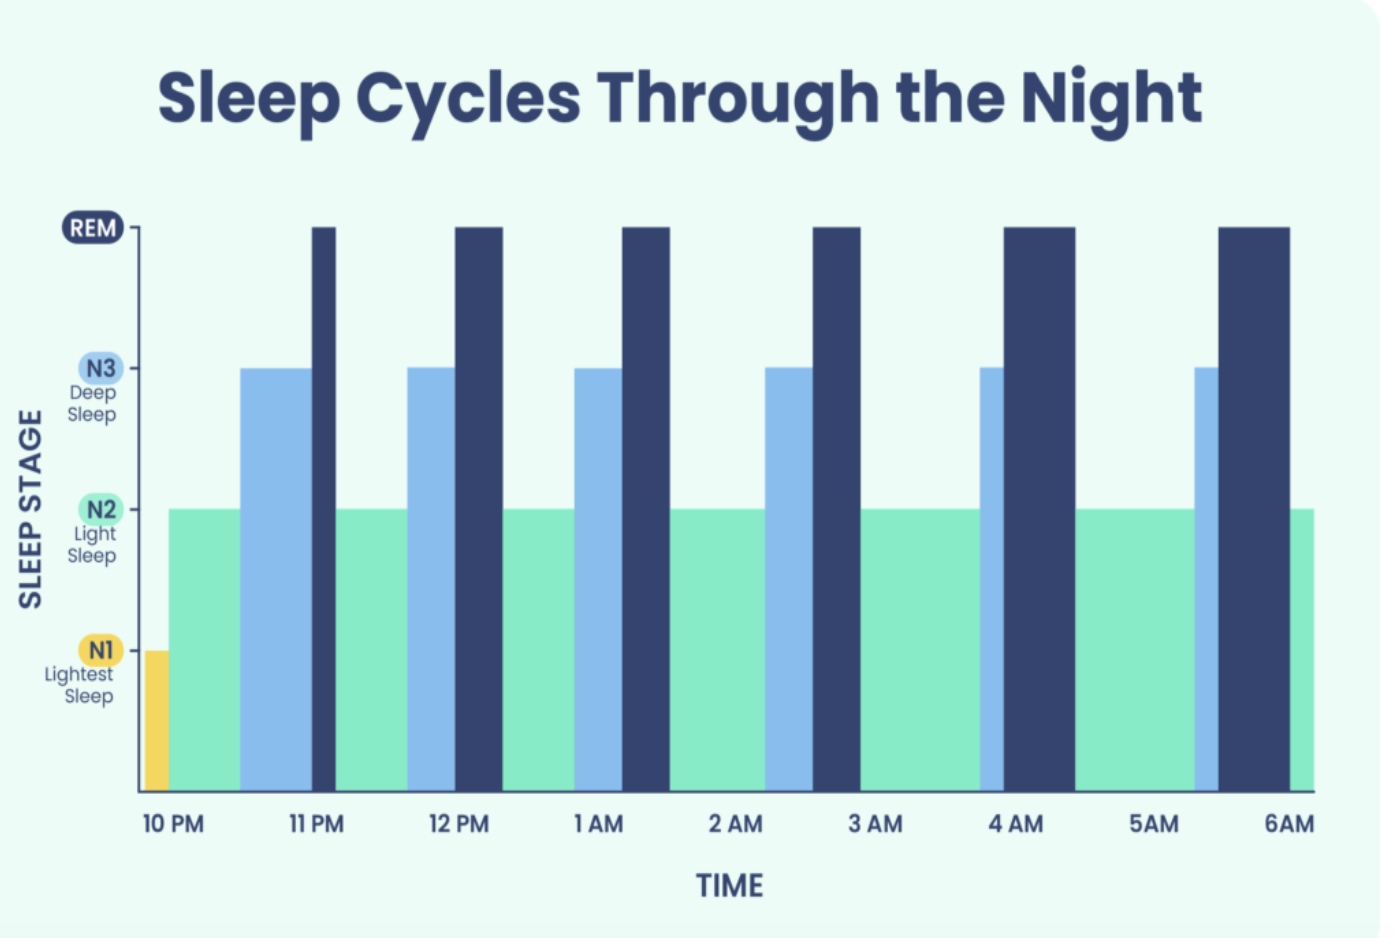 Sleep Cycles Through the Night
REM
N3
Deep
Sleep
N2
Light
Sleep
N1
Lightest
Sleep
SLEEP STAGE
10 PM 11 PM 12 PM 1 AM 2 AM 3 AM 4 AM 5AM 6AM
TIME